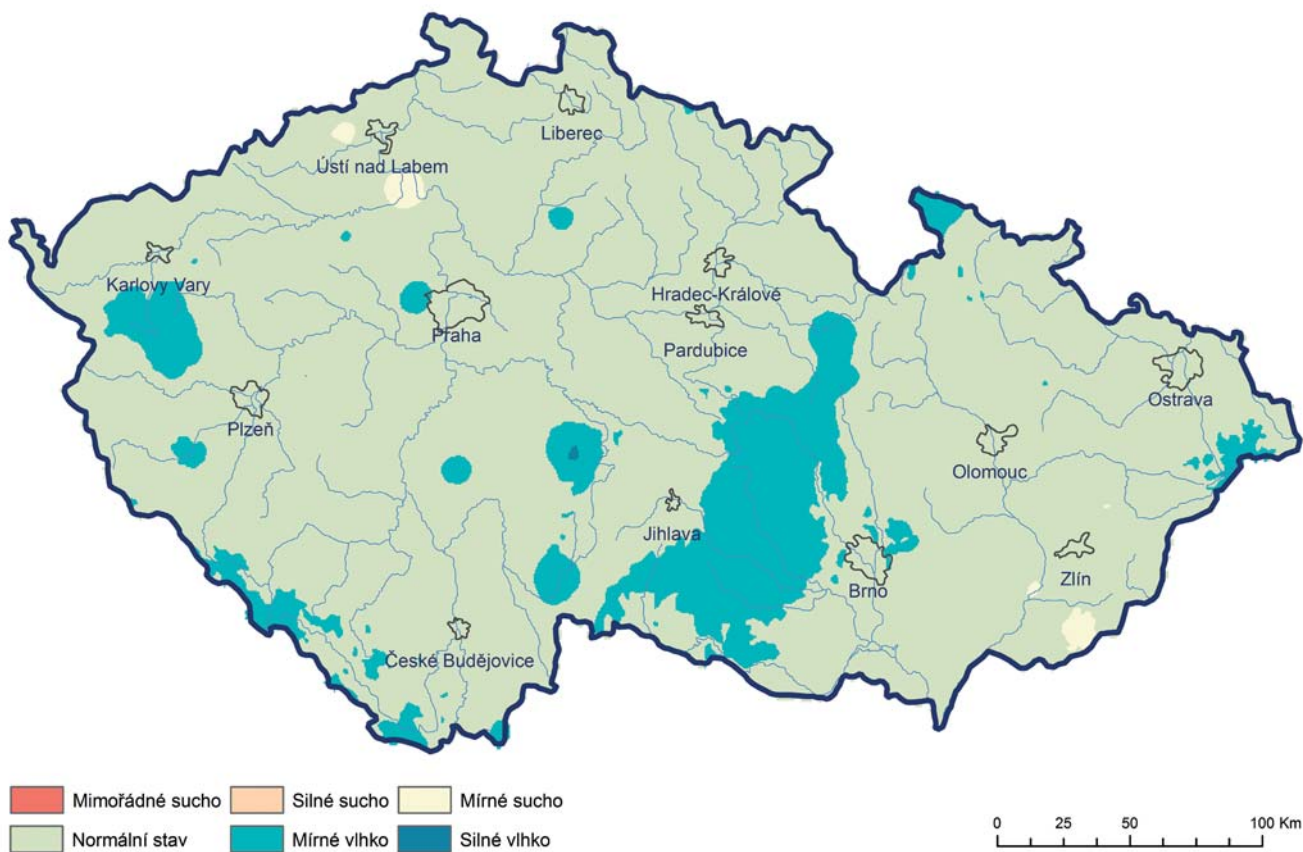 Liberec
Ústí nad Labem
Karlovy Vary
Hradec-Králové
Praha
Pardubice
Ostrava
Plzeň
Olomouc
Jihlava
Zlín
Brno
České Budějovice
Mimořádné sucho Silné sucho Mírné sucho
Normální stav Mírné vlhko Silné vlhko
0 25 50 100 Km